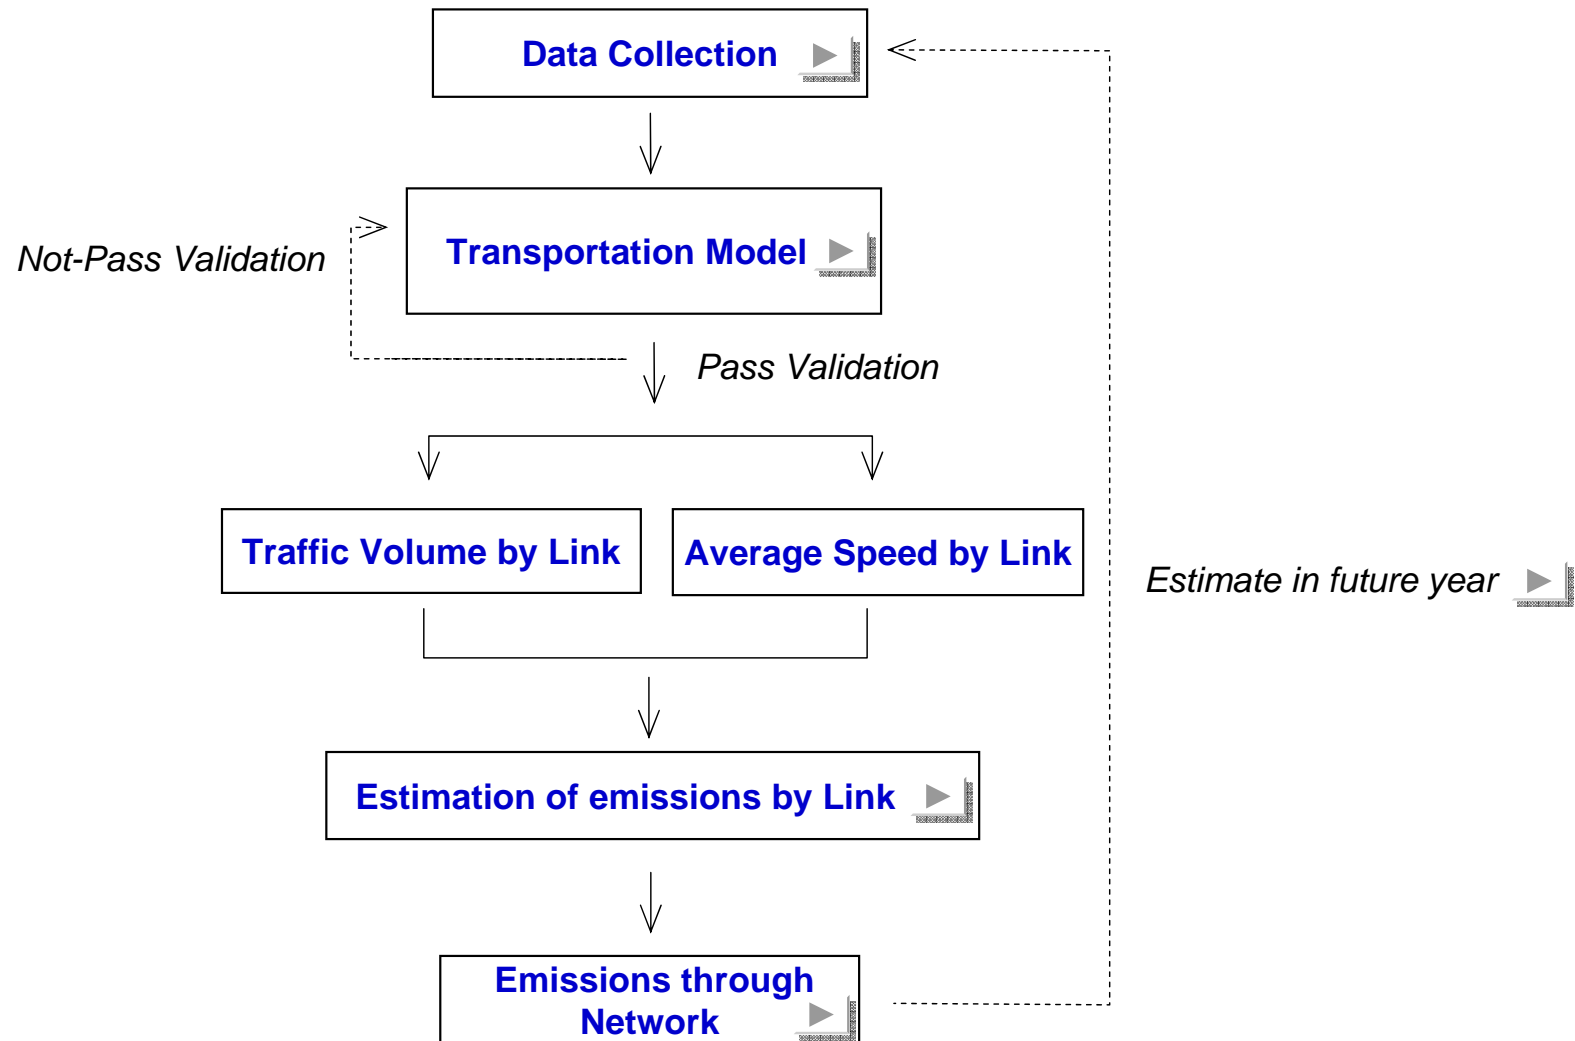 Data Collection
Transportation Model
Not-Pass Validation
Pass Validation
Traffic Volume by Link
Average Speed by Link
Estimate in future year
Estimation of emissions by Link
Emissions through
Network